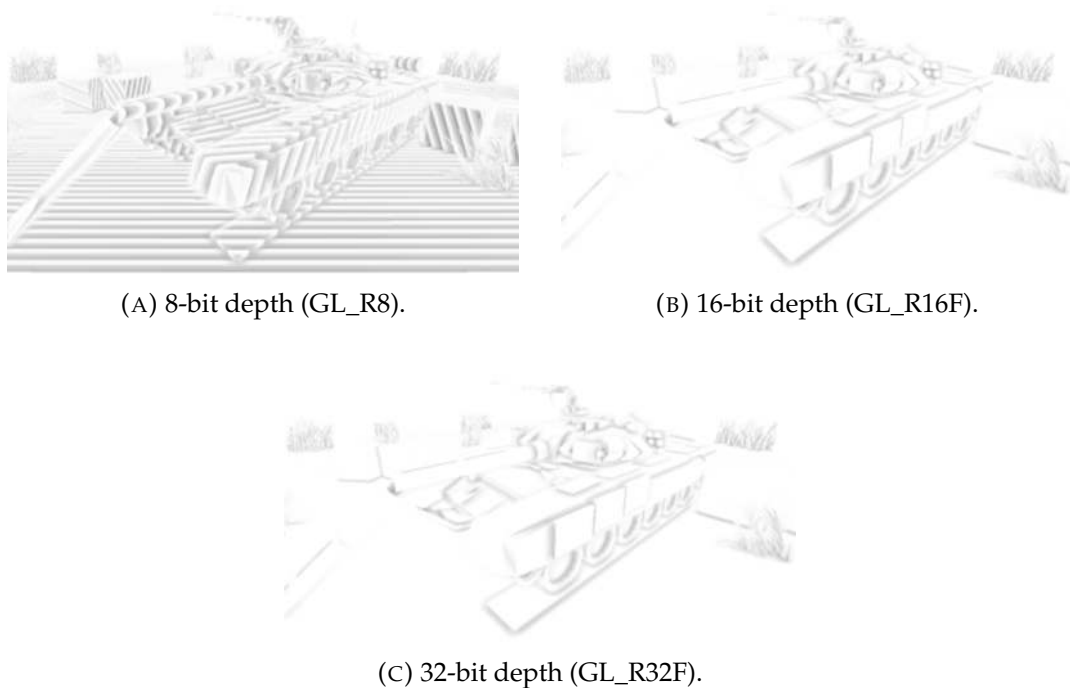 (A) 8-bit depth (GL_R8).
(B) 16-bit depth (GL_R16F).
(C) 32-bit depth (GL_R32F).